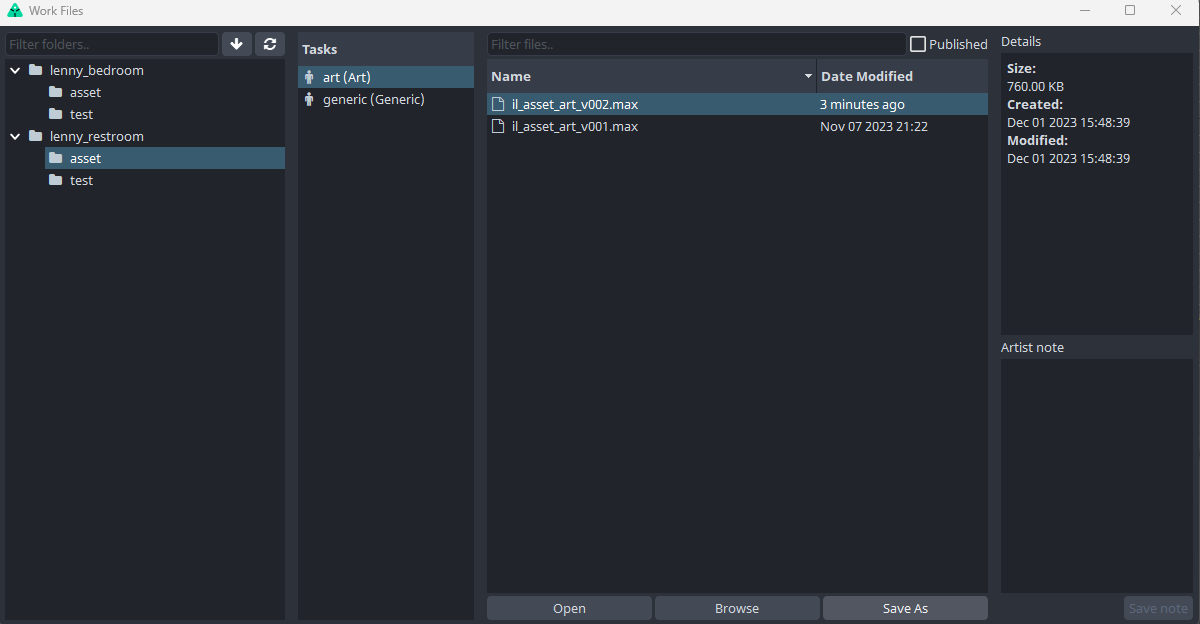 Work Files
Filter folders..
lenny_bedroom
asset
test
lenny_restroom
asset
test
Tasks
art (Art)
generic (Generic)
Filter files..
Published
Name
Date Modified
il_asset_art_v002.max
3 minutes ago
il_asset_art_v001.max
Nov 07 2023 21:22
Open
Browse
Save As
Details
Size:
760.00 KB
Created:
Dec 01 2023 15:48:39
Modified:
Dec 01 2023 15:48:39
Artist note
Save note